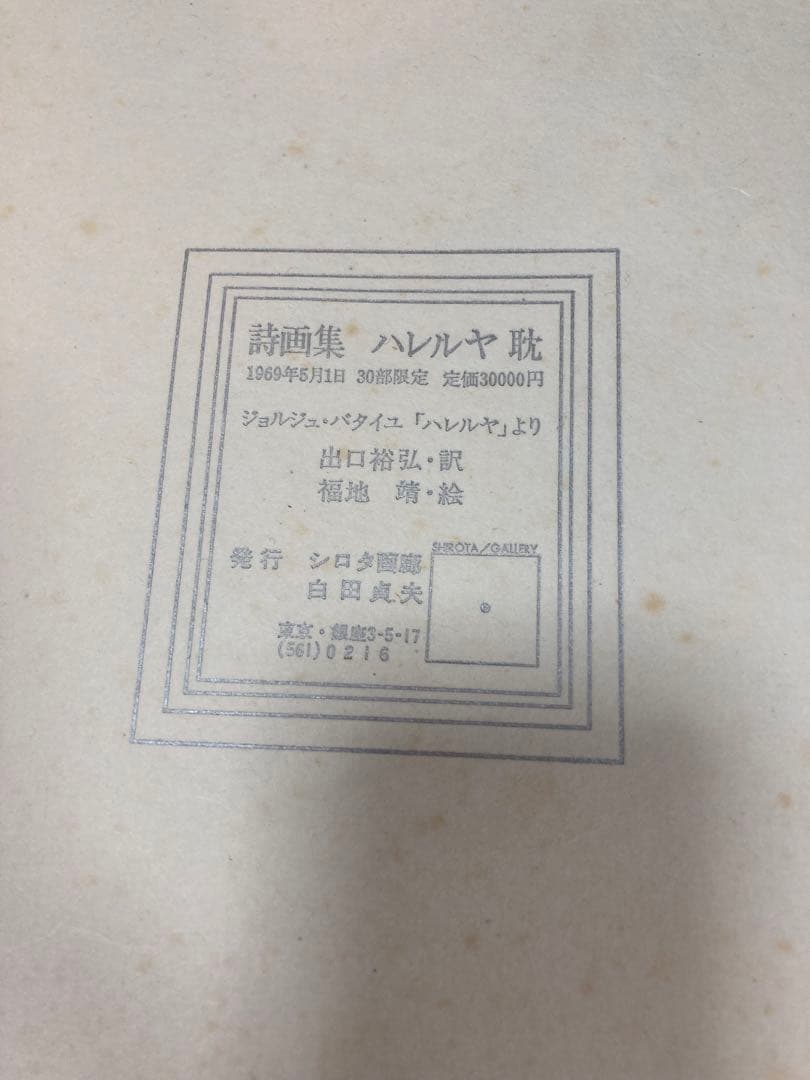 詩画集 ハレルヤ 耽
1969年5月1日 30部限定 定価30000円
ジョルジュ・バタイユ「ハレルヤ」より
出口裕弘・訳
福地 靖・絵
発行 シロタ画廊
白田貞夫
東京・銀座3-5-17
(561)0216
SHIROTA/GALLERY